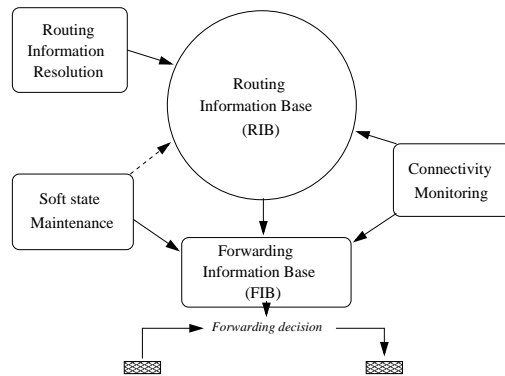 Routing
Information
Resolution
Routing
Information Base
(RIB)
Connectivity
Monitoring
Soft state
Maintenance
Forwarding
Information Base
(FIB)
Forwarding decision